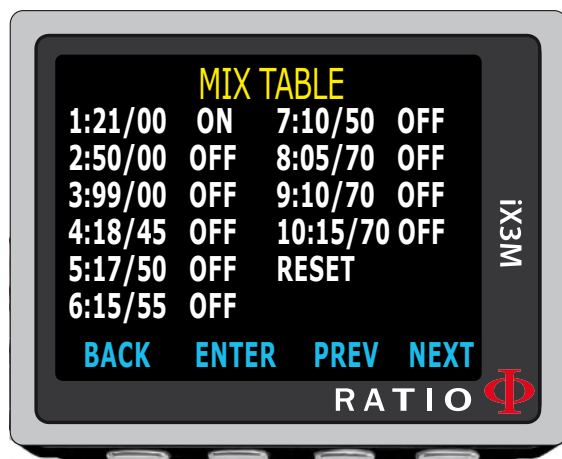 MIX TABLE
1:21/00 ON 7:10/50 OFF
2:50/00 OFF 8:05/70 OFF
3:99/00 OFF 9:10/70 OFF
4:18/45 OFF 10:15/70 OFF
5:17/50 OFF RESET
6:15/55 OFF
BACK ENTER PREV NEXT
iX3M
RATIO